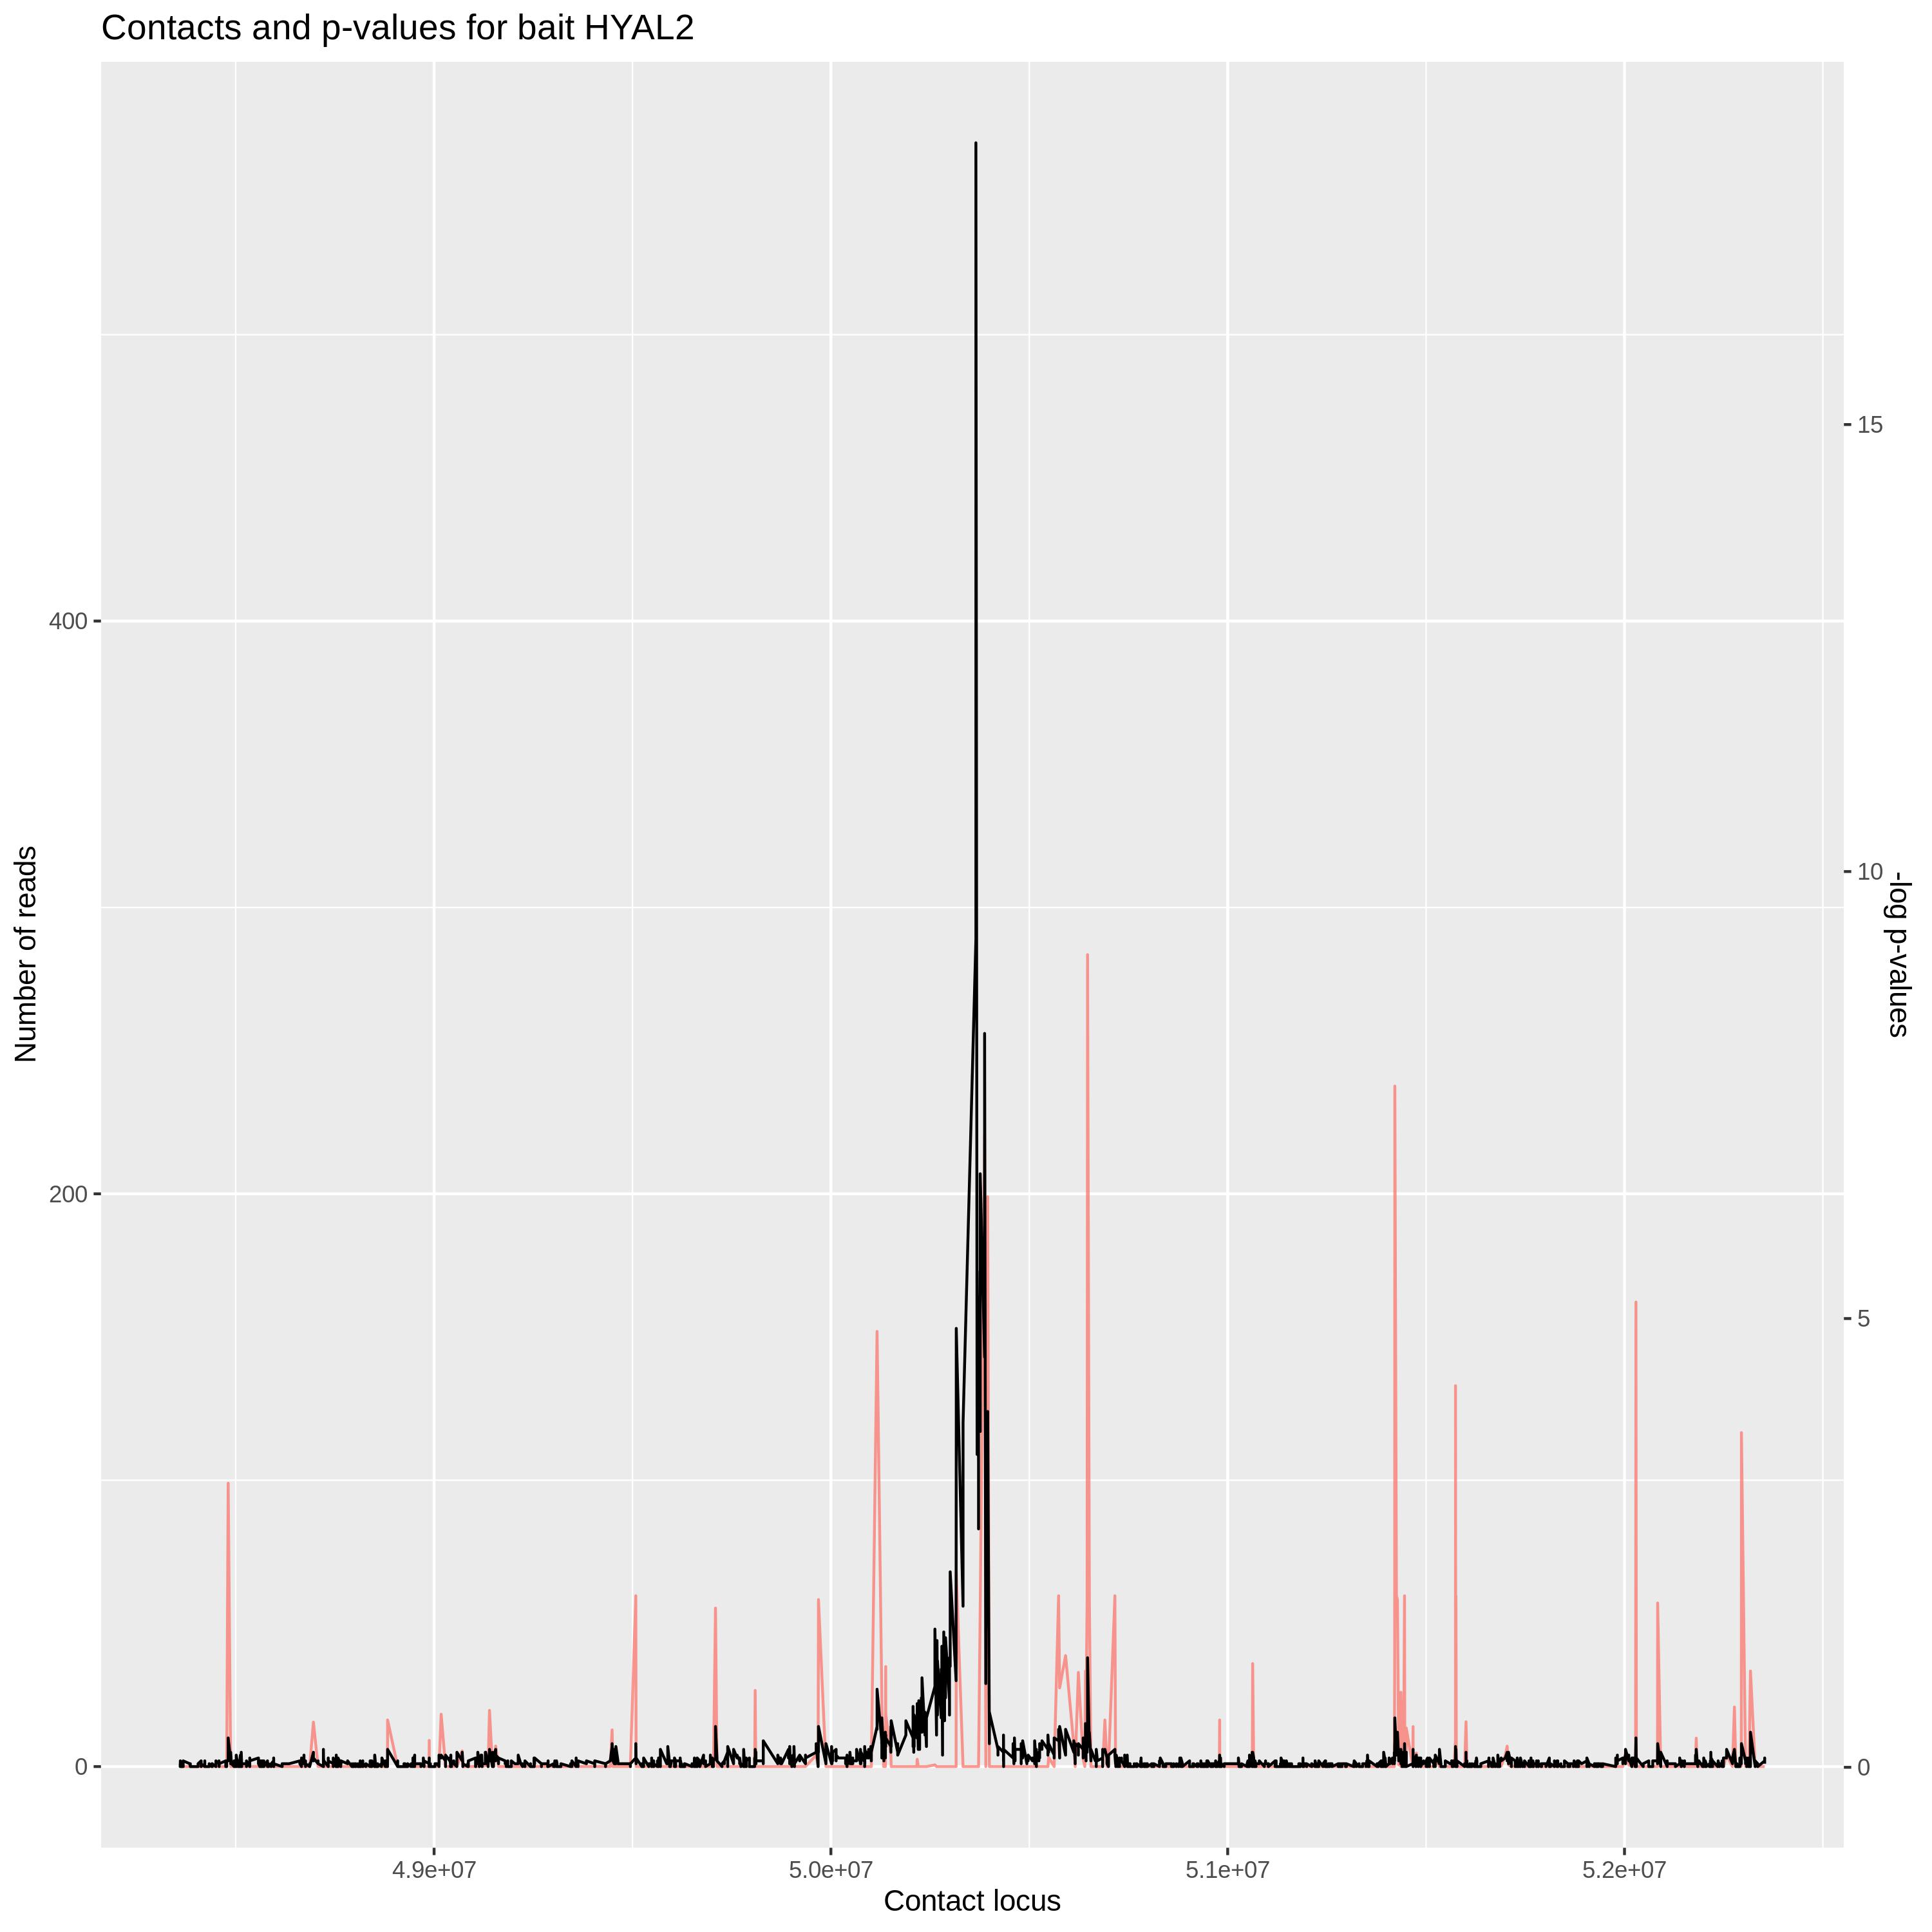 Contacts and p-values for bait HYAL2
Number of reads
400
200
0
15
10
5
0
-log p-values
4.9e+07
5.0e+07
5.1e+07
5.2e+07
Contact locus